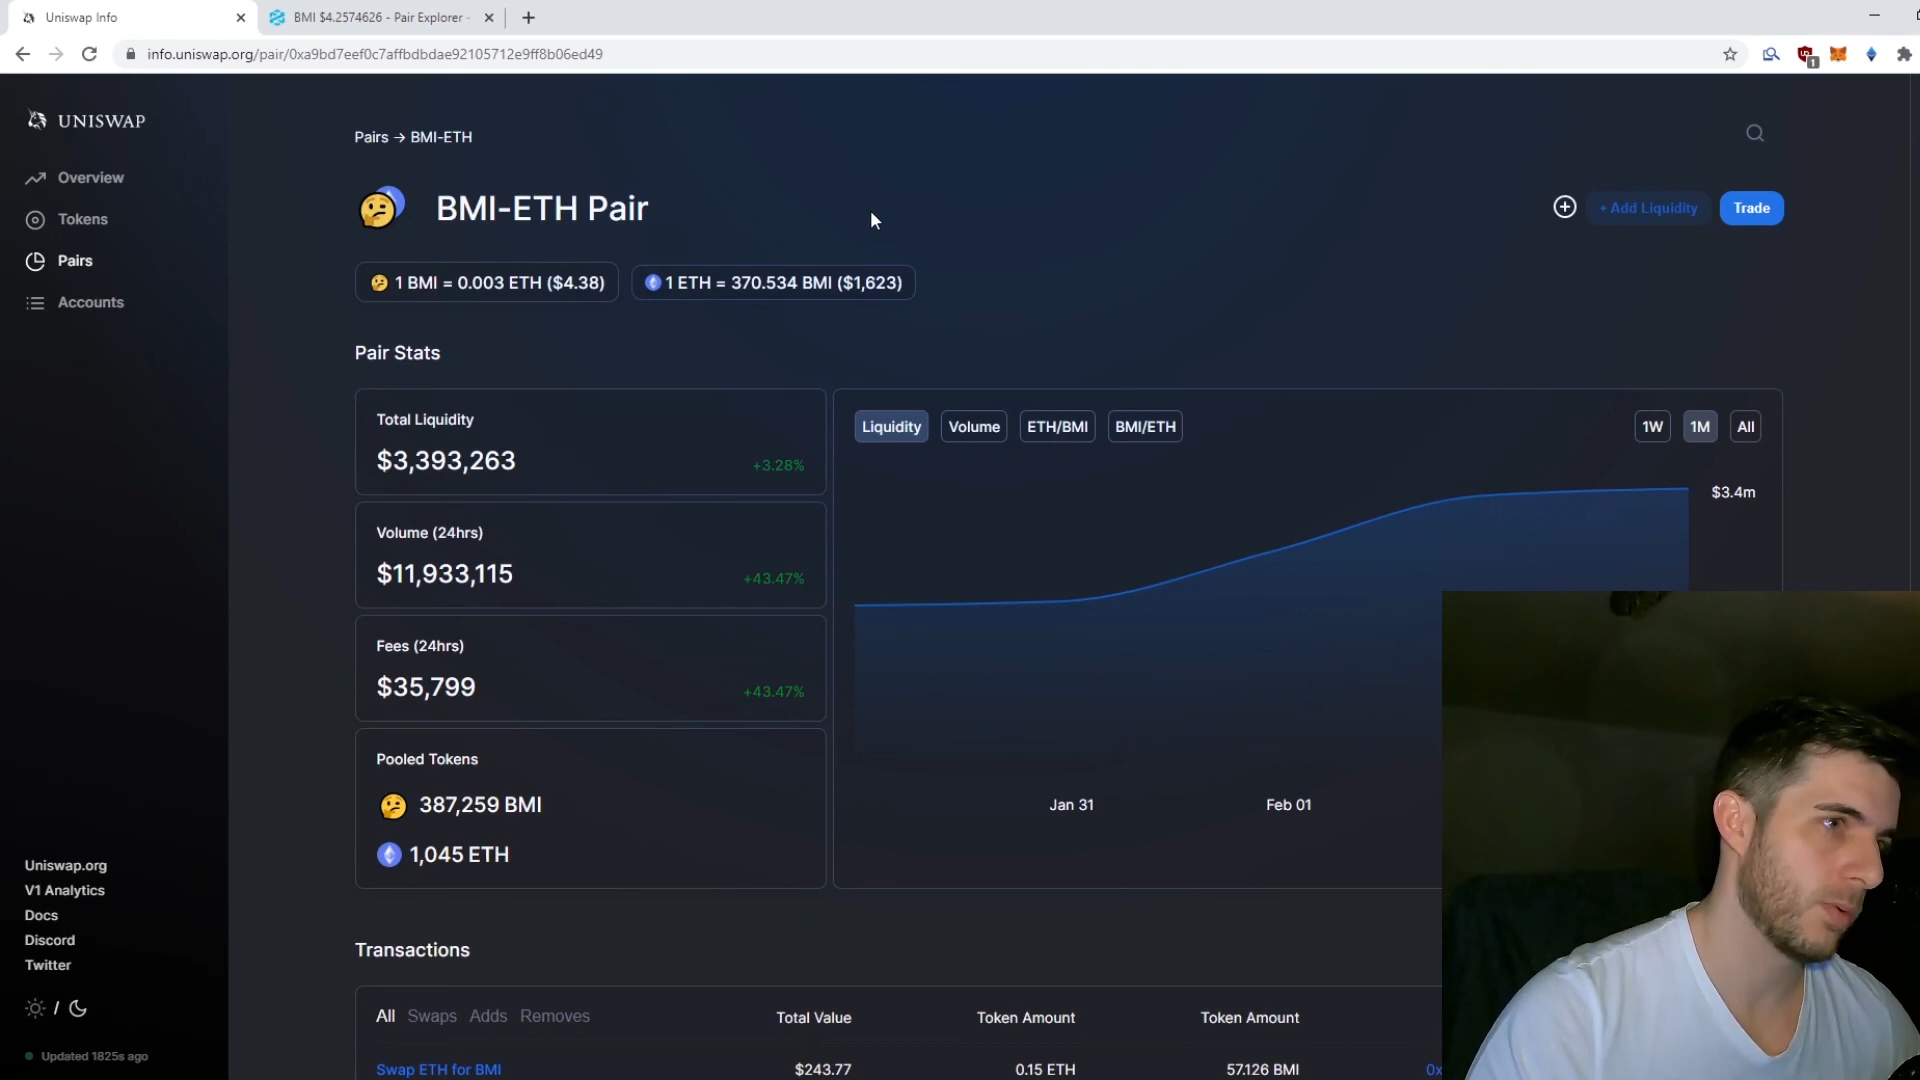 Uniswap Info
BMI $4.2574626 - Pair Explorer -
info.uniswap.org/pair/0xa9bd7eef0c7affbdbdae92105712e9ff8b06ed49
1
UNISWAP
Overview
Tokens
Pairs
Accounts
Pairs → BMI-ETH
BMI-ETH Pair
+ Add Liquidity
Trade
1 BMI = 0.003 ETH ($4.38)
1 ETH = 370.534 BMI ($1,623)
Pair Stats
Total Liquidity
$3,393,263
+3.28%
Volume (24hrs)
$11,933,115
+43.47%
Fees (24hrs)
$35,799
+43.47%
Pooled Tokens
387,259 BMI
1,045 ETH
Liquidity
Volume
ETH/BMI
BMI/ETH
1W
1M
All
$3.4m
Jan 31
Feb 01
Transactions
All Swaps Adds Removes
Total Value
Token Amount
Token Amount
Swap ETH for BMI
$243.77
0.15 ETH
57.126 BMI
0x
Uniswap.org
V1 Analytics
Docs
Discord
Twitter
/
Updated 1825s ago